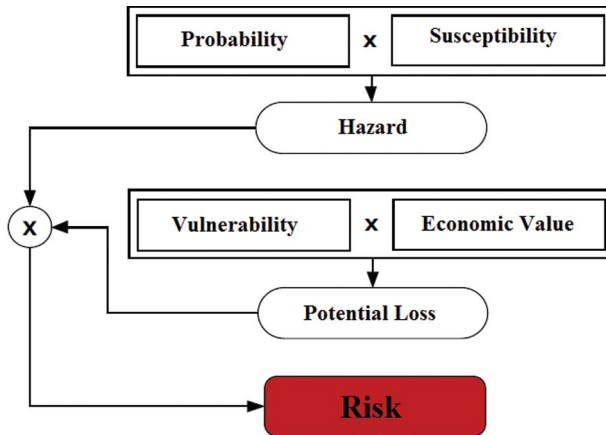 Probability x Susceptibility
Hazard
Vulnerability x Economic Value
x
Potential Loss
Risk